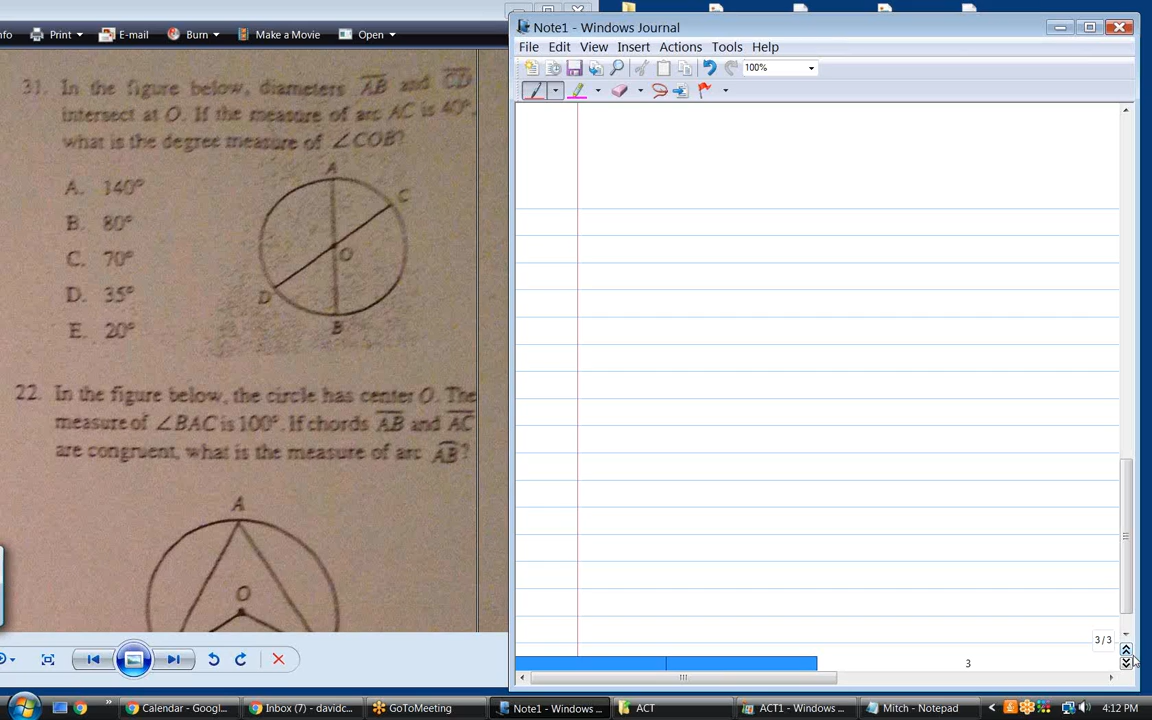 Note1 - Windows Journal
Print
E-mail
Burn
Make a Movie
Open
File Edit View Insert Actions Tools Help
100%
31. In the figure below, diameters AB and CD
intersect at O. If the measure of arc AC is 40°,
what is the degree measure of ∠COB?
A. 140°
B. 80°
C. 70°
D. 35°
E. 20°
A
C
O
D
B
22. In the figure below, the circle has center O. The
measure of ∠BAC is 100°. If chords AB and AC
are congruent, what is the measure of arc AB?
A
O
3/3
3
Calendar - Googl...
Inbox (7) - davidc...
GoToMeeting
Note1 - Windows ...
ACT
ACT1 - Windows ...
Mitch - Notepad
4:12 PM